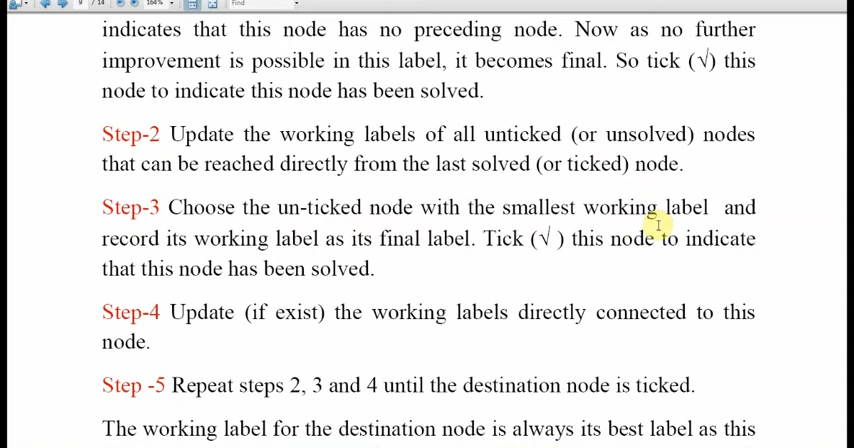 9 / 14 164% Find
indicates that this node has no preceding node. Now as no further
improvement is possible in this label, it becomes final. So tick (√) this
node to indicate this node has been solved.
Step-2 Update the working labels of all unticked (or unsolved) nodes
that can be reached directly from the last solved (or ticked) node.
Step-3 Choose the un-ticked node with the smallest working label and
record its working label as its final label. Tick (√ ) this node to indicate
that this node has been solved.
Step-4 Update (if exist) the working labels directly connected to this
node.
Step -5 Repeat steps 2, 3 and 4 until the destination node is ticked.
The working label for the destination node is always its best label as this